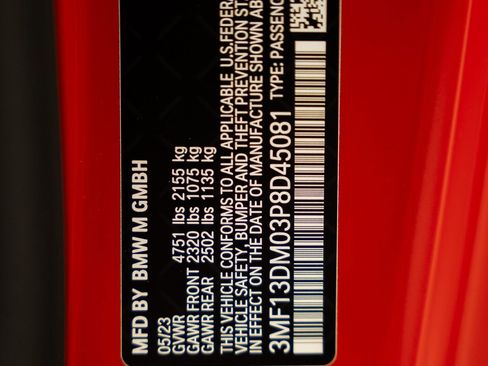 MFD BY BMW M GMBH
05/23
GVWR 4751 lbs 2155 kg
GAWR FRONT 2320 lbs 1075 kg
GAWR REAR 2502 lbs 1135 kg
THIS VEHICLE CONFORMS TO ALL APPLICABLE U.S.FEDER
VEHICLE SAFETY, BUMPER AND THEFT PREVENTION ST
IN EFFECT ON THE DATE OF MANUFACTURE SHOWN AB
3MF13DM03P8D45081 TYPE: PASSENG